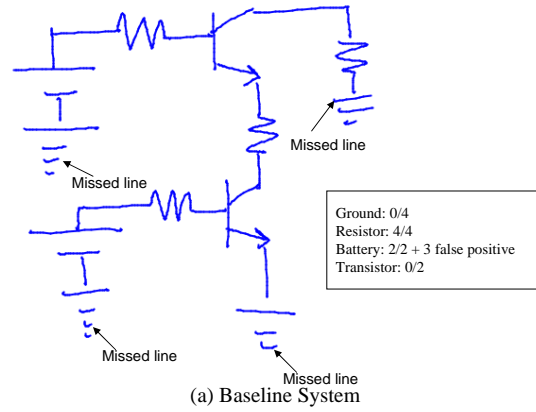 Missed line
Missed line
Ground: 0/4
Resistor: 4/4
Battery: 2/2 + 3 false positive
Transistor: 0/2
Missed line
Missed line
(a) Baseline System